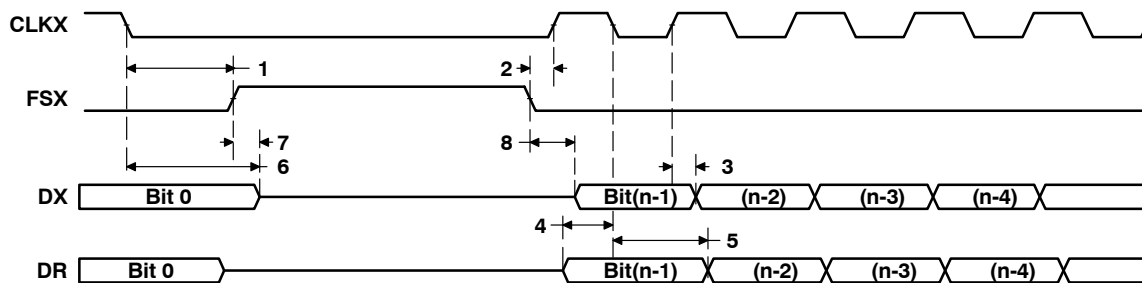 CLKX
1 2
FSX
7 8
6 3
DX Bit 0 Bit(n-1) (n-2) (n-3) (n-4)
4 5
DR Bit 0 Bit(n-1) (n-2) (n-3) (n-4)